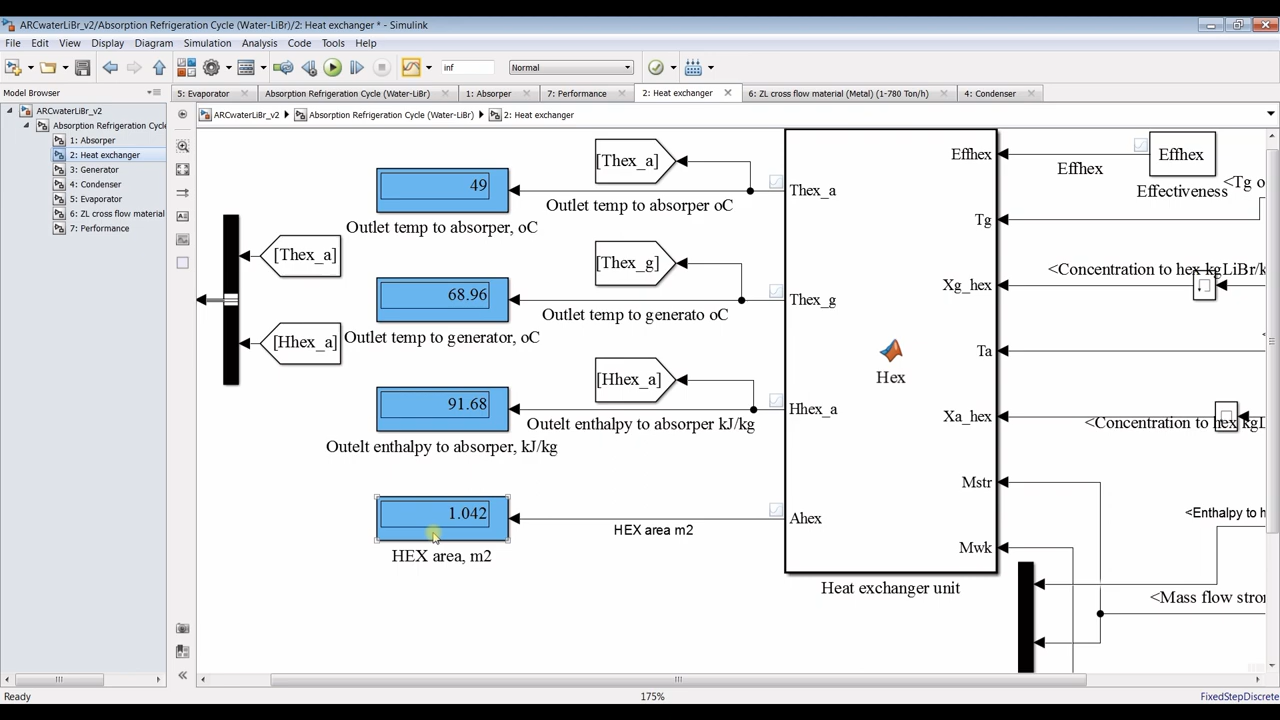 ARCwaterLiBr_v2/Absorption Refrigeration Cycle (Water-LiBr)/2: Heat exchanger * - Simulink
File Edit View Display Diagram Simulation Analysis Code Tools Help
inf Normal
Model Browser
5: Evaporator Absorption Refrigeration Cycle (Water-LiBr) 1: Absorper 7: Performance 2: Heat exchanger 6: ZL cross flow material (Metal) (1-780 Ton/h) 4: Condenser
ARCwaterLiBr_v2 Absorption Refrigeration Cycle (Water-LiBr) 2: Heat exchanger
ARCwaterLiBr_v2
Absorption Refrigeration Cycle
1: Absorper
2: Heat exchanger
3: Generator
4: Condenser
5: Evaporator
6: ZL cross flow material
7: Performance
[Thex_a]
49
Outlet temp to absorper oC
Outlet temp to absorper, oC
[Thex_a]
[Thex_g]
68.96
Outlet temp to generato oC
Outlet temp to generator, oC
[Hhex_a]
[Hhex_a]
91.68
Outelt enthalpy to absorper kJ/kg
Outelt enthalpy to absorper, kJ/kg
1.042
HEX area m2
HEX area, m2
Thex_a
Thex_g
Hhex_a
Ahex
Hex
Effhex
Tg
Xg_hex
Ta
Xa_hex
Mstr
Mwk
Heat exchanger unit
Effhex
Effhex
Effectiveness
<Tg o
<Concentration to hex kgLiBr/k
<Concentration to hex kgL
<Enthalpy to h
<Mass flow stron
Ready 175% FixedStepDiscrete